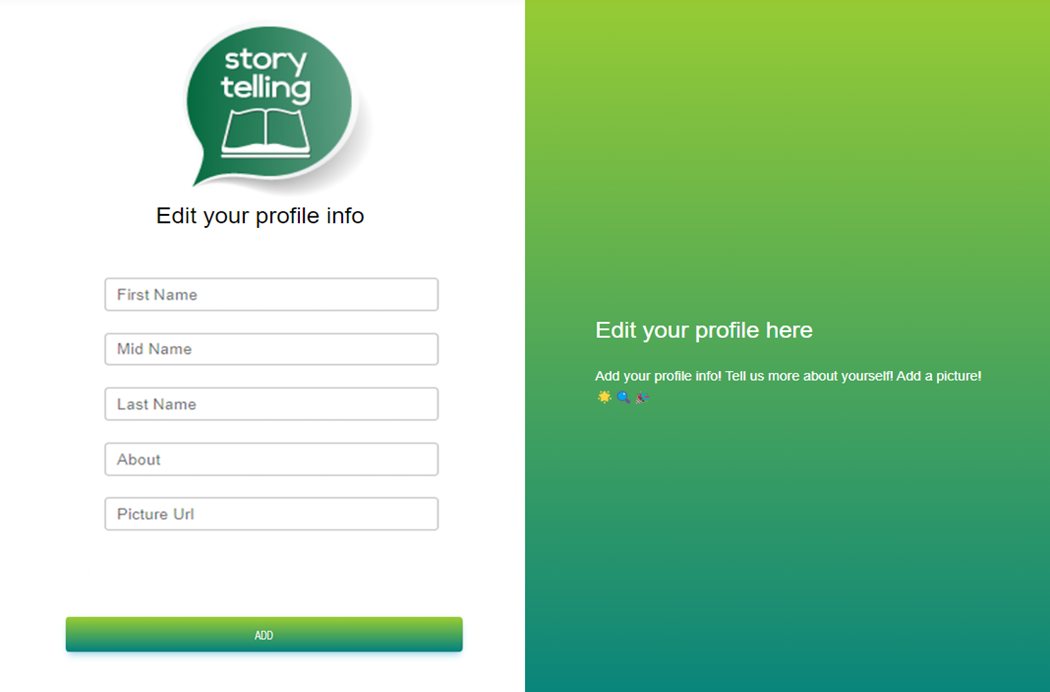 story
telling
Edit your profile info
First Name
Mid Name
Last Name
About
Picture Url
ADD
Edit your profile here
Add your profile info! Tell us more about yourself! Add a picture!
🌟 🔍 🎉